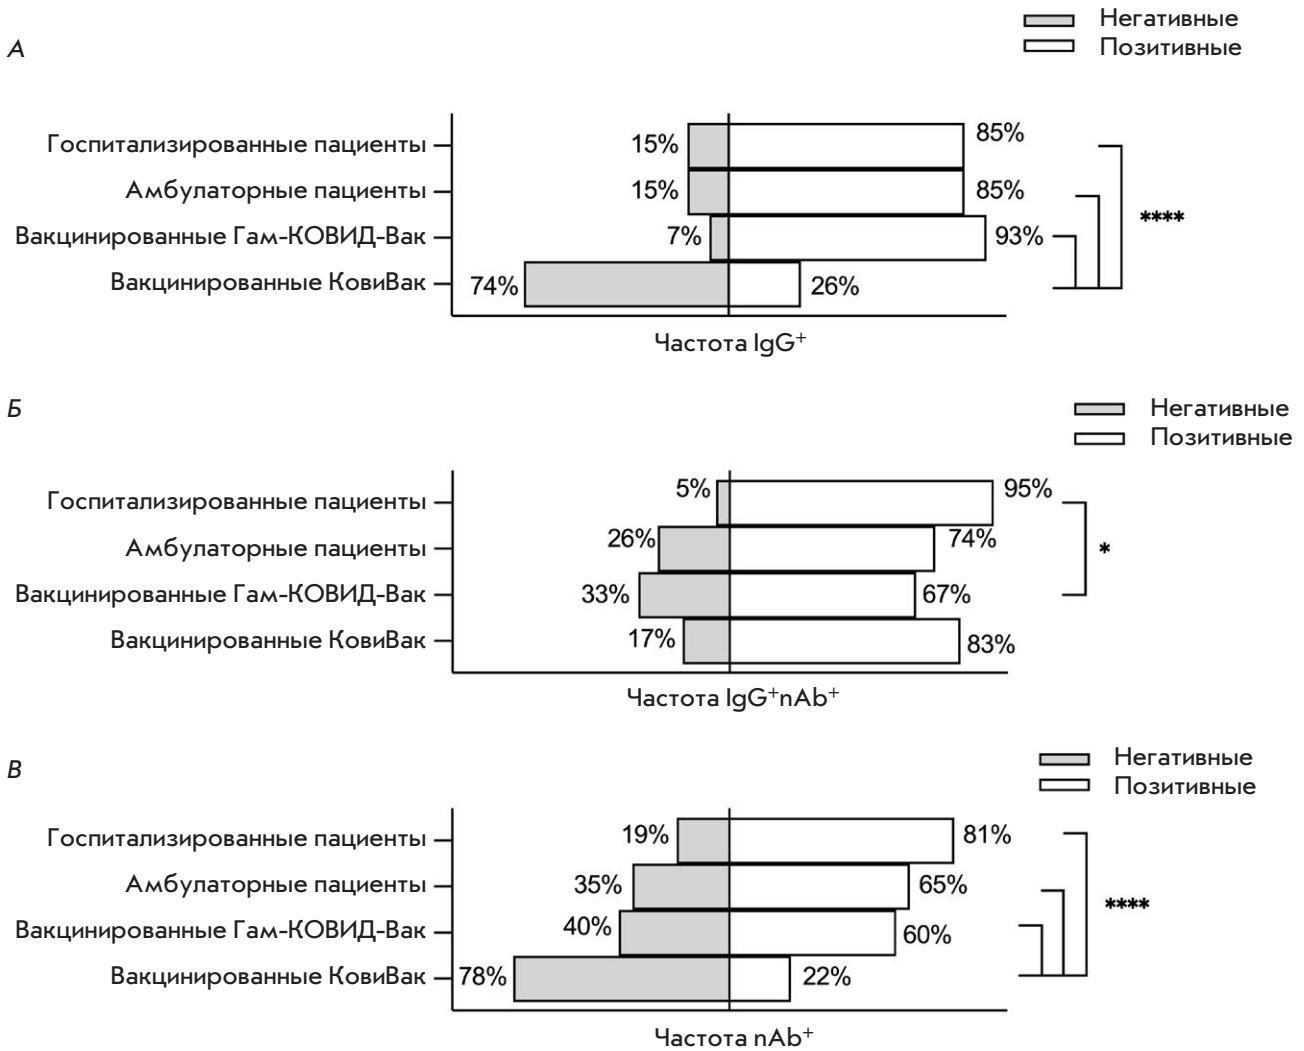 А
Негативные
Позитивные
Госпитализированные пациенты
15%
85%
Амбулаторные пациенты
15%
85%
Вакцинированные Гам-КОВИД-Вак
7%
93%
Вакцинированные КовиВак
74%
26%
****
Частота IgG⁺
Б
Негативные
Позитивные
Госпитализированные пациенты
5%
95%
Амбулаторные пациенты
26%
74%
Вакцинированные Гам-КОВИД-Вак
33%
67%
Вакцинированные КовиВак
17%
83%
*
Частота IgG⁺nAb⁺
В
Негативные
Позитивные
Госпитализированные пациенты
19%
81%
Амбулаторные пациенты
35%
65%
Вакцинированные Гам-КОВИД-Вак
40%
60%
Вакцинированные КовиВак
78%
22%
****
Частота nAb⁺